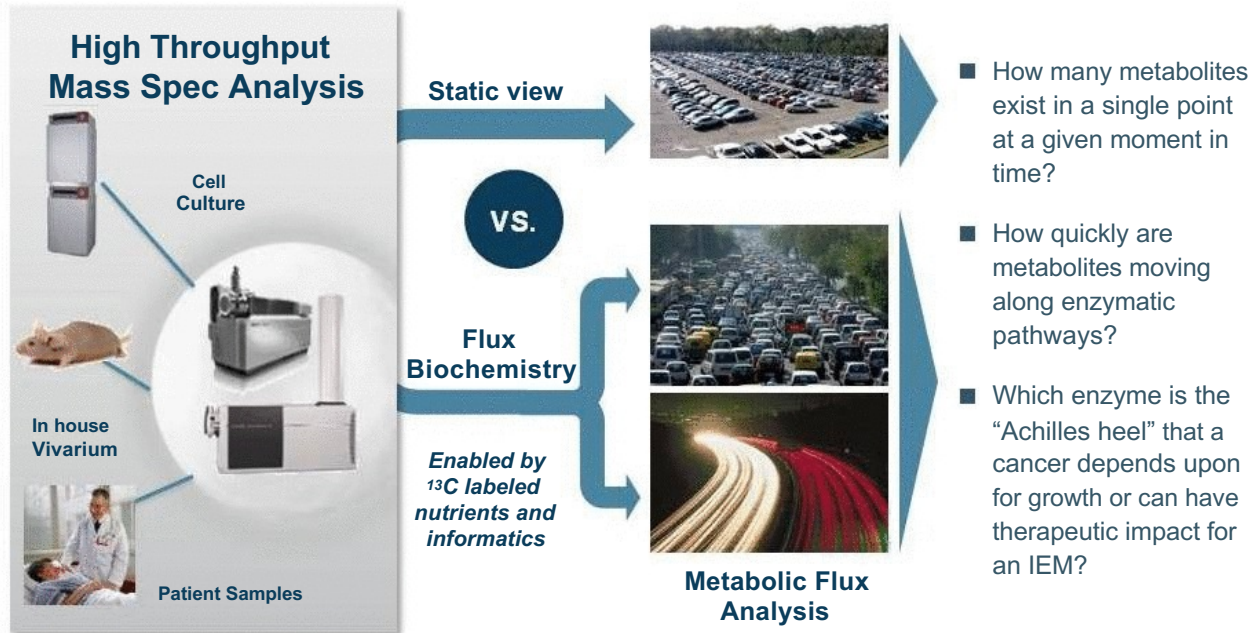 High Throughput
Mass Spec Analysis
Cell
Culture
In house
Vivarium
Patient Samples
Static view
VS.
Flux
Biochemistry
Enabled by
¹³C labeled
nutrients and
informatics
Metabolic Flux
Analysis
■ How many metabolites
exist in a single point
at a given moment in
time?
■ How quickly are
metabolites moving
along enzymatic
pathways?
■ Which enzyme is the
“Achilles heel” that a
cancer depends upon
for growth or can have
therapeutic impact for
an IEM?